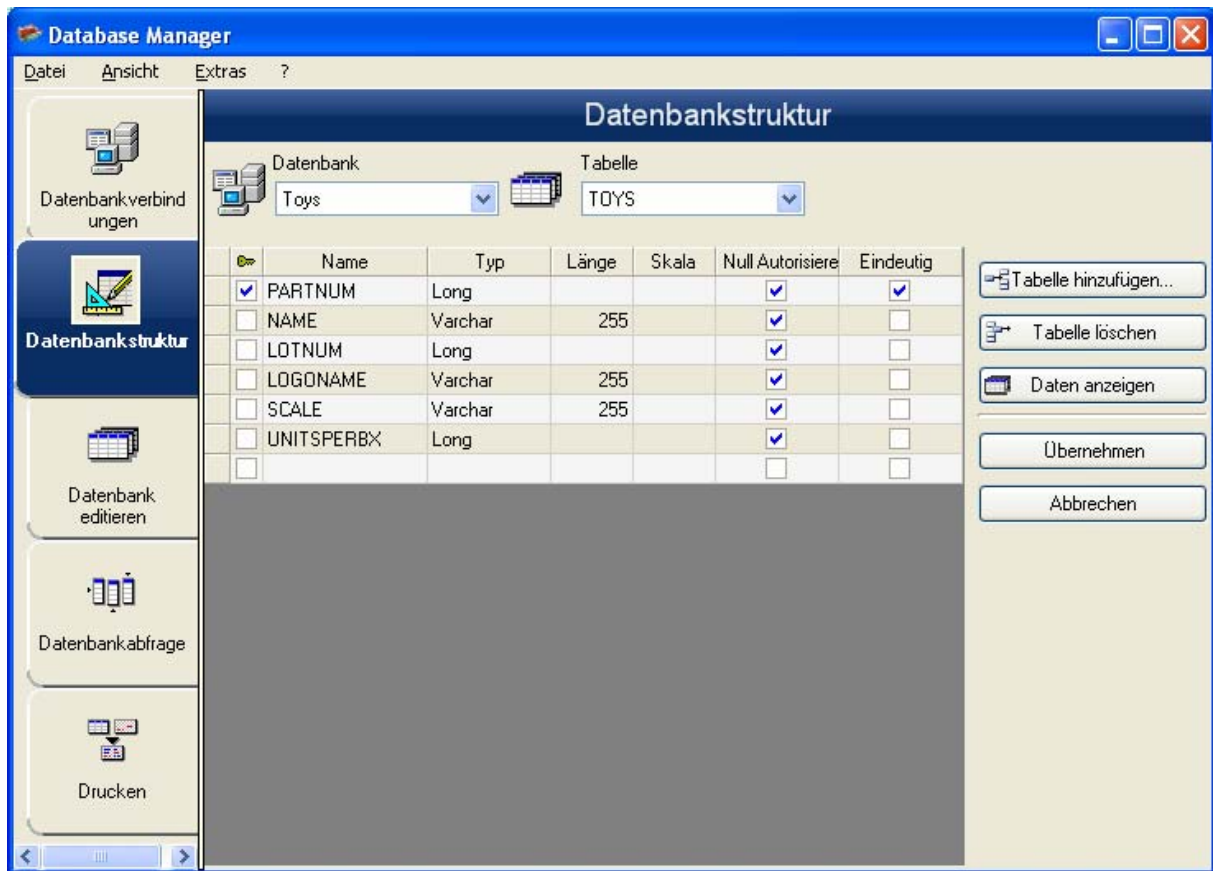 Database Manager
Datei Ansicht Extras ?
Datenbankverbind
ungen
Datenbankstruktur
Datenbank
editieren
Datenbankabfrage
Drucken
Datenbankstruktur
Datenbank Tabelle
Toys TOYS
Name Typ Länge Skala Null Autorisiere Eindeutig
PARTNUM Long
NAME Varchar 255
LOTNUM Long
LOGONAME Varchar 255
SCALE Varchar 255
UNITSPERBX Long
Tabelle hinzufügen...
Tabelle löschen
Daten anzeigen
Übernehmen
Abbrechen